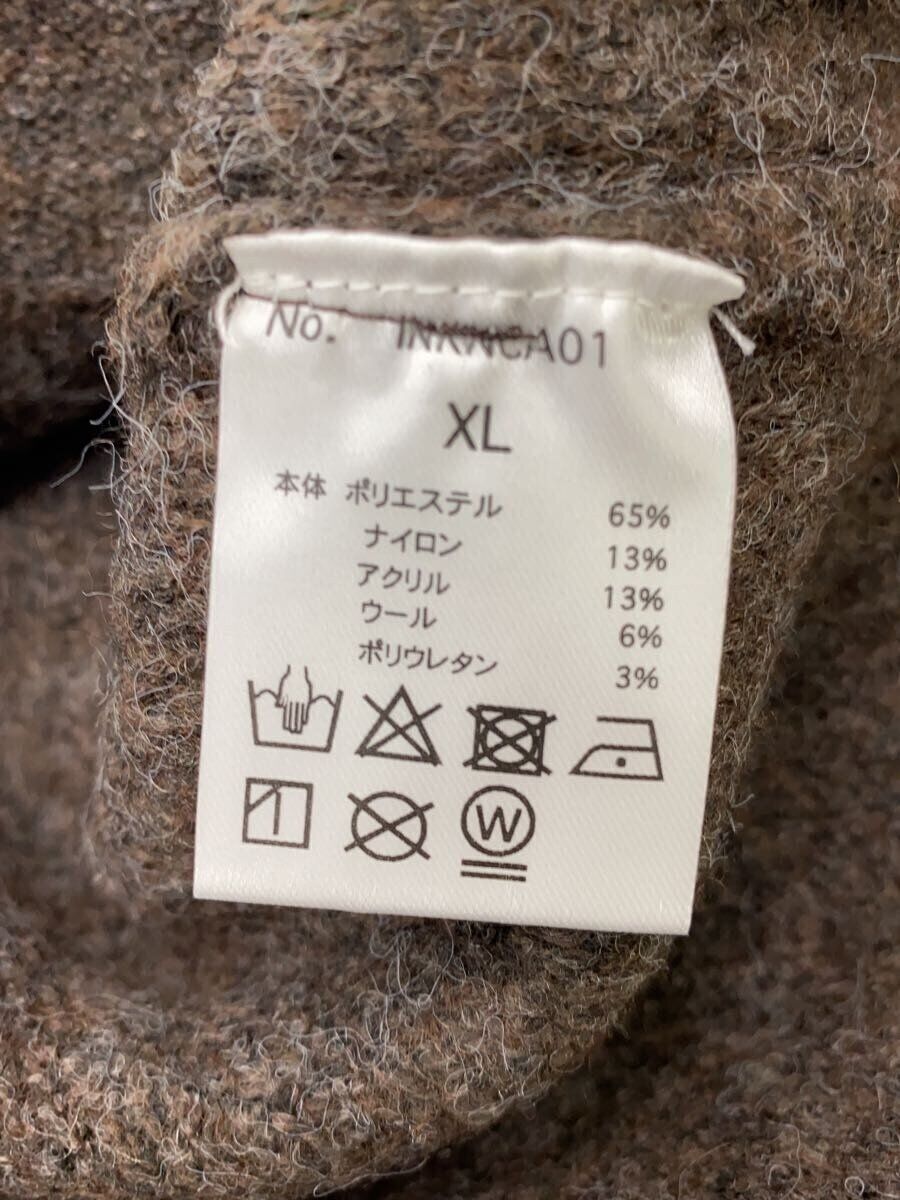 No. INKNCA01
XL
本体 ポリエステル 65%
ナイロン 13%
アクリル 13%
ウール 6%
ポリウレタン 3%
W